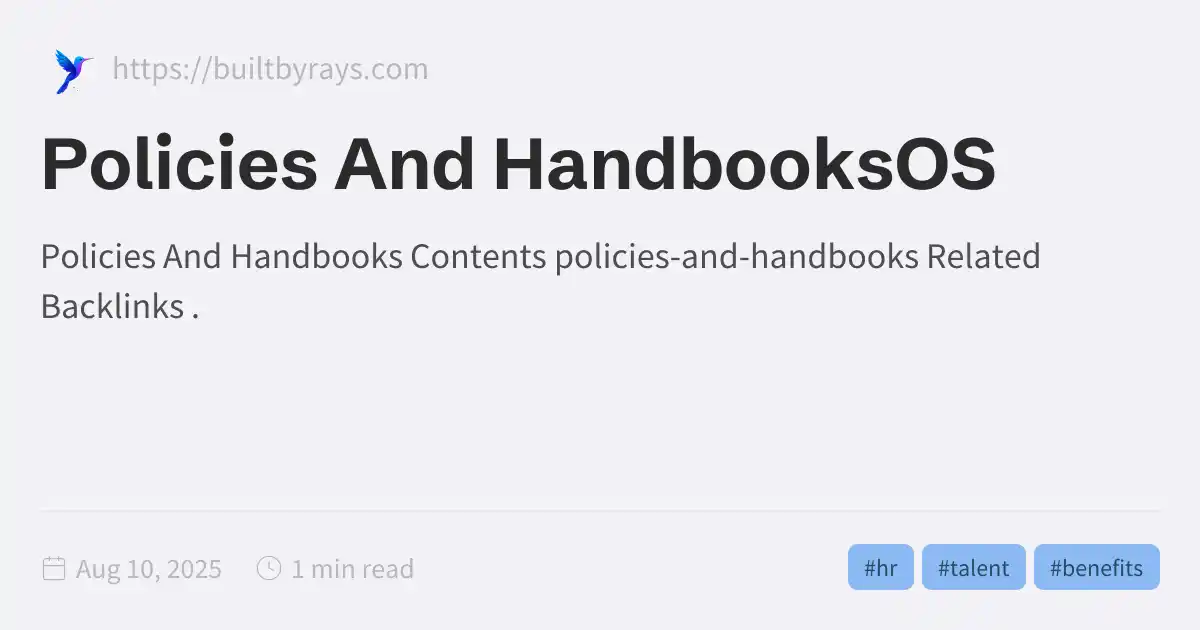 https://builtbyrays.com
Policies And HandbooksOS
Policies And Handbooks Contents policies-and-handbooks Related
Backlinks .
Aug 10, 2025 1 min read #hr #talent #benefits